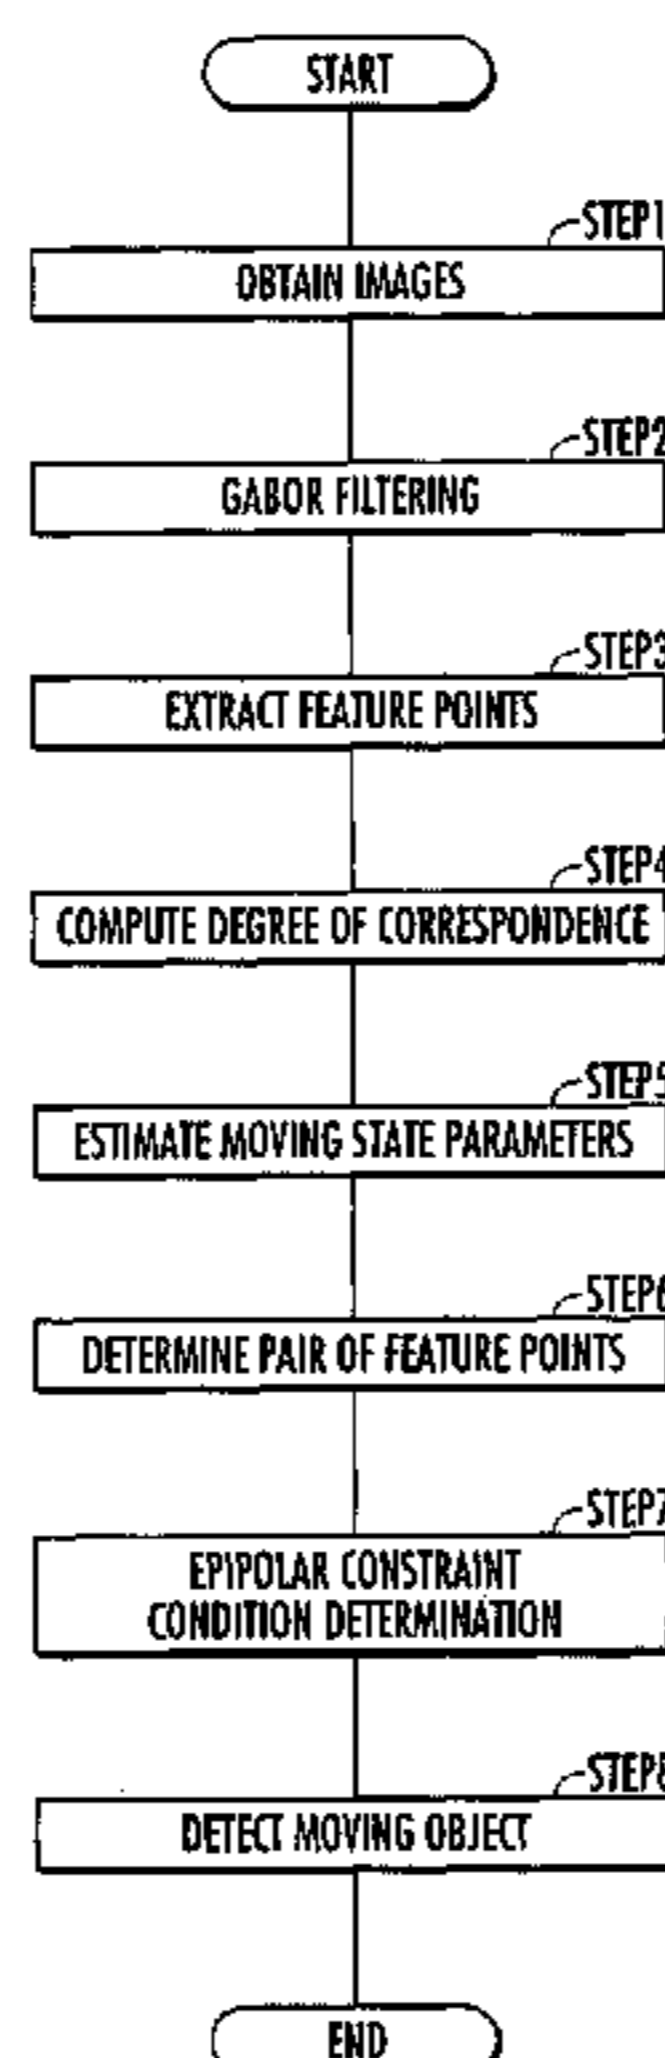 START
STEP1
OBTAIN IMAGES
STEP2
GABOR FILTERING
STEP3
EXTRACT FEATURE POINTS
STEP4
COMPUTE DEGREE OF CORRESPONDENCE
STEP5
ESTIMATE MOVING STATE PARAMETERS
STEP6
DETERMINE PAIR OF FEATURE POINTS
STEP7
EPIPOLAR CONSTRAINT
CONDITION DETERMINATION
STEP8
DETECT MOVING OBJECT
END